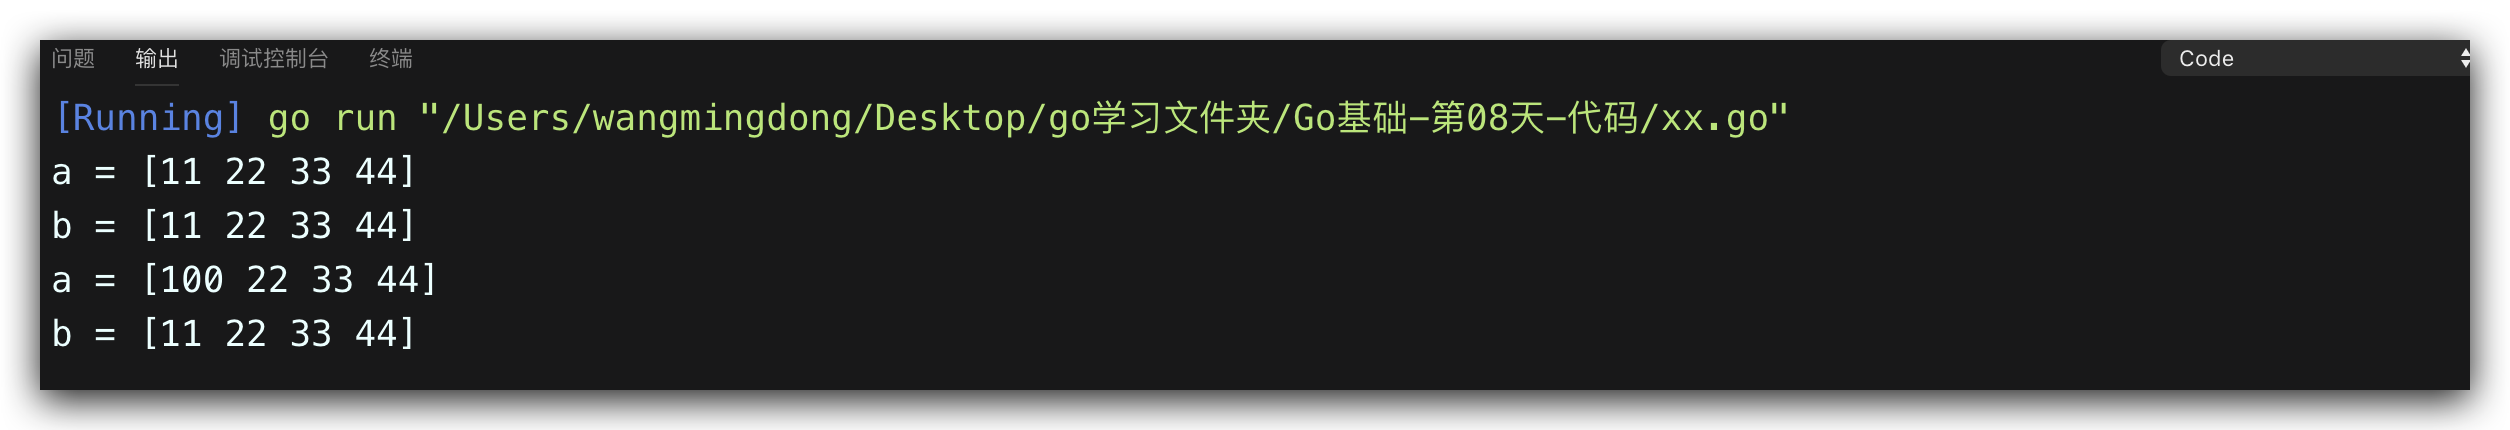 问题 输出 调试控制台 终端 Code
[Running] go run "/Users/wangmingdong/Desktop/go学习文件夹/Go基础-第08天-代码/xx.go"
a = [11 22 33 44]
b = [11 22 33 44]
a = [100 22 33 44]
b = [11 22 33 44]